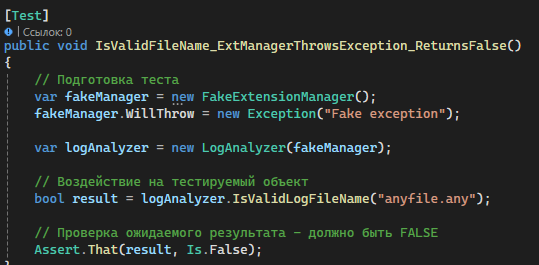 [Test]
| Ссылок: 0
public void IsValidFileName_ExtManagerThrowsException_ReturnsFalse()
{
// Подготовка теста
var fakeManager = new FakeExtensionManager();
fakeManager.WillThrow = new Exception("Fake exception");
var logAnalyzer = new LogAnalyzer(fakeManager);
// Воздействие на тестируемый объект
bool result = logAnalyzer.IsValidLogFileName("anyfile.any");
// Проверка ожидаемого результата — должно быть FALSE
Assert.That(result, Is.False);
}